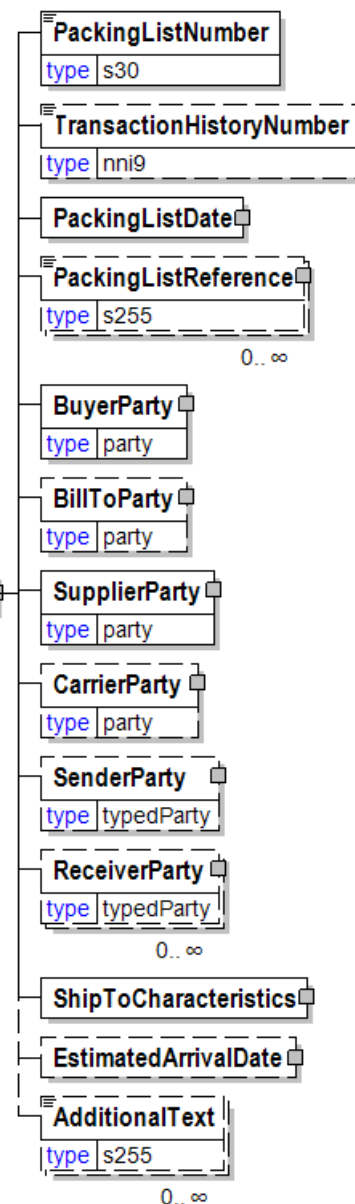 PackingListNumber
type s30
TransactionHistoryNumber
type nni9
PackingListDate
PackingListReference
type s255
0.. ∞
BuyerParty
type party
BillToParty
type party
SupplierParty
type party
CarrierParty
type party
SenderParty
type typedParty
ReceiverParty
type typedParty
0.. ∞
ShipToCharacteristics
EstimatedArrivalDate
AdditionalText
type s255
0.. ∞